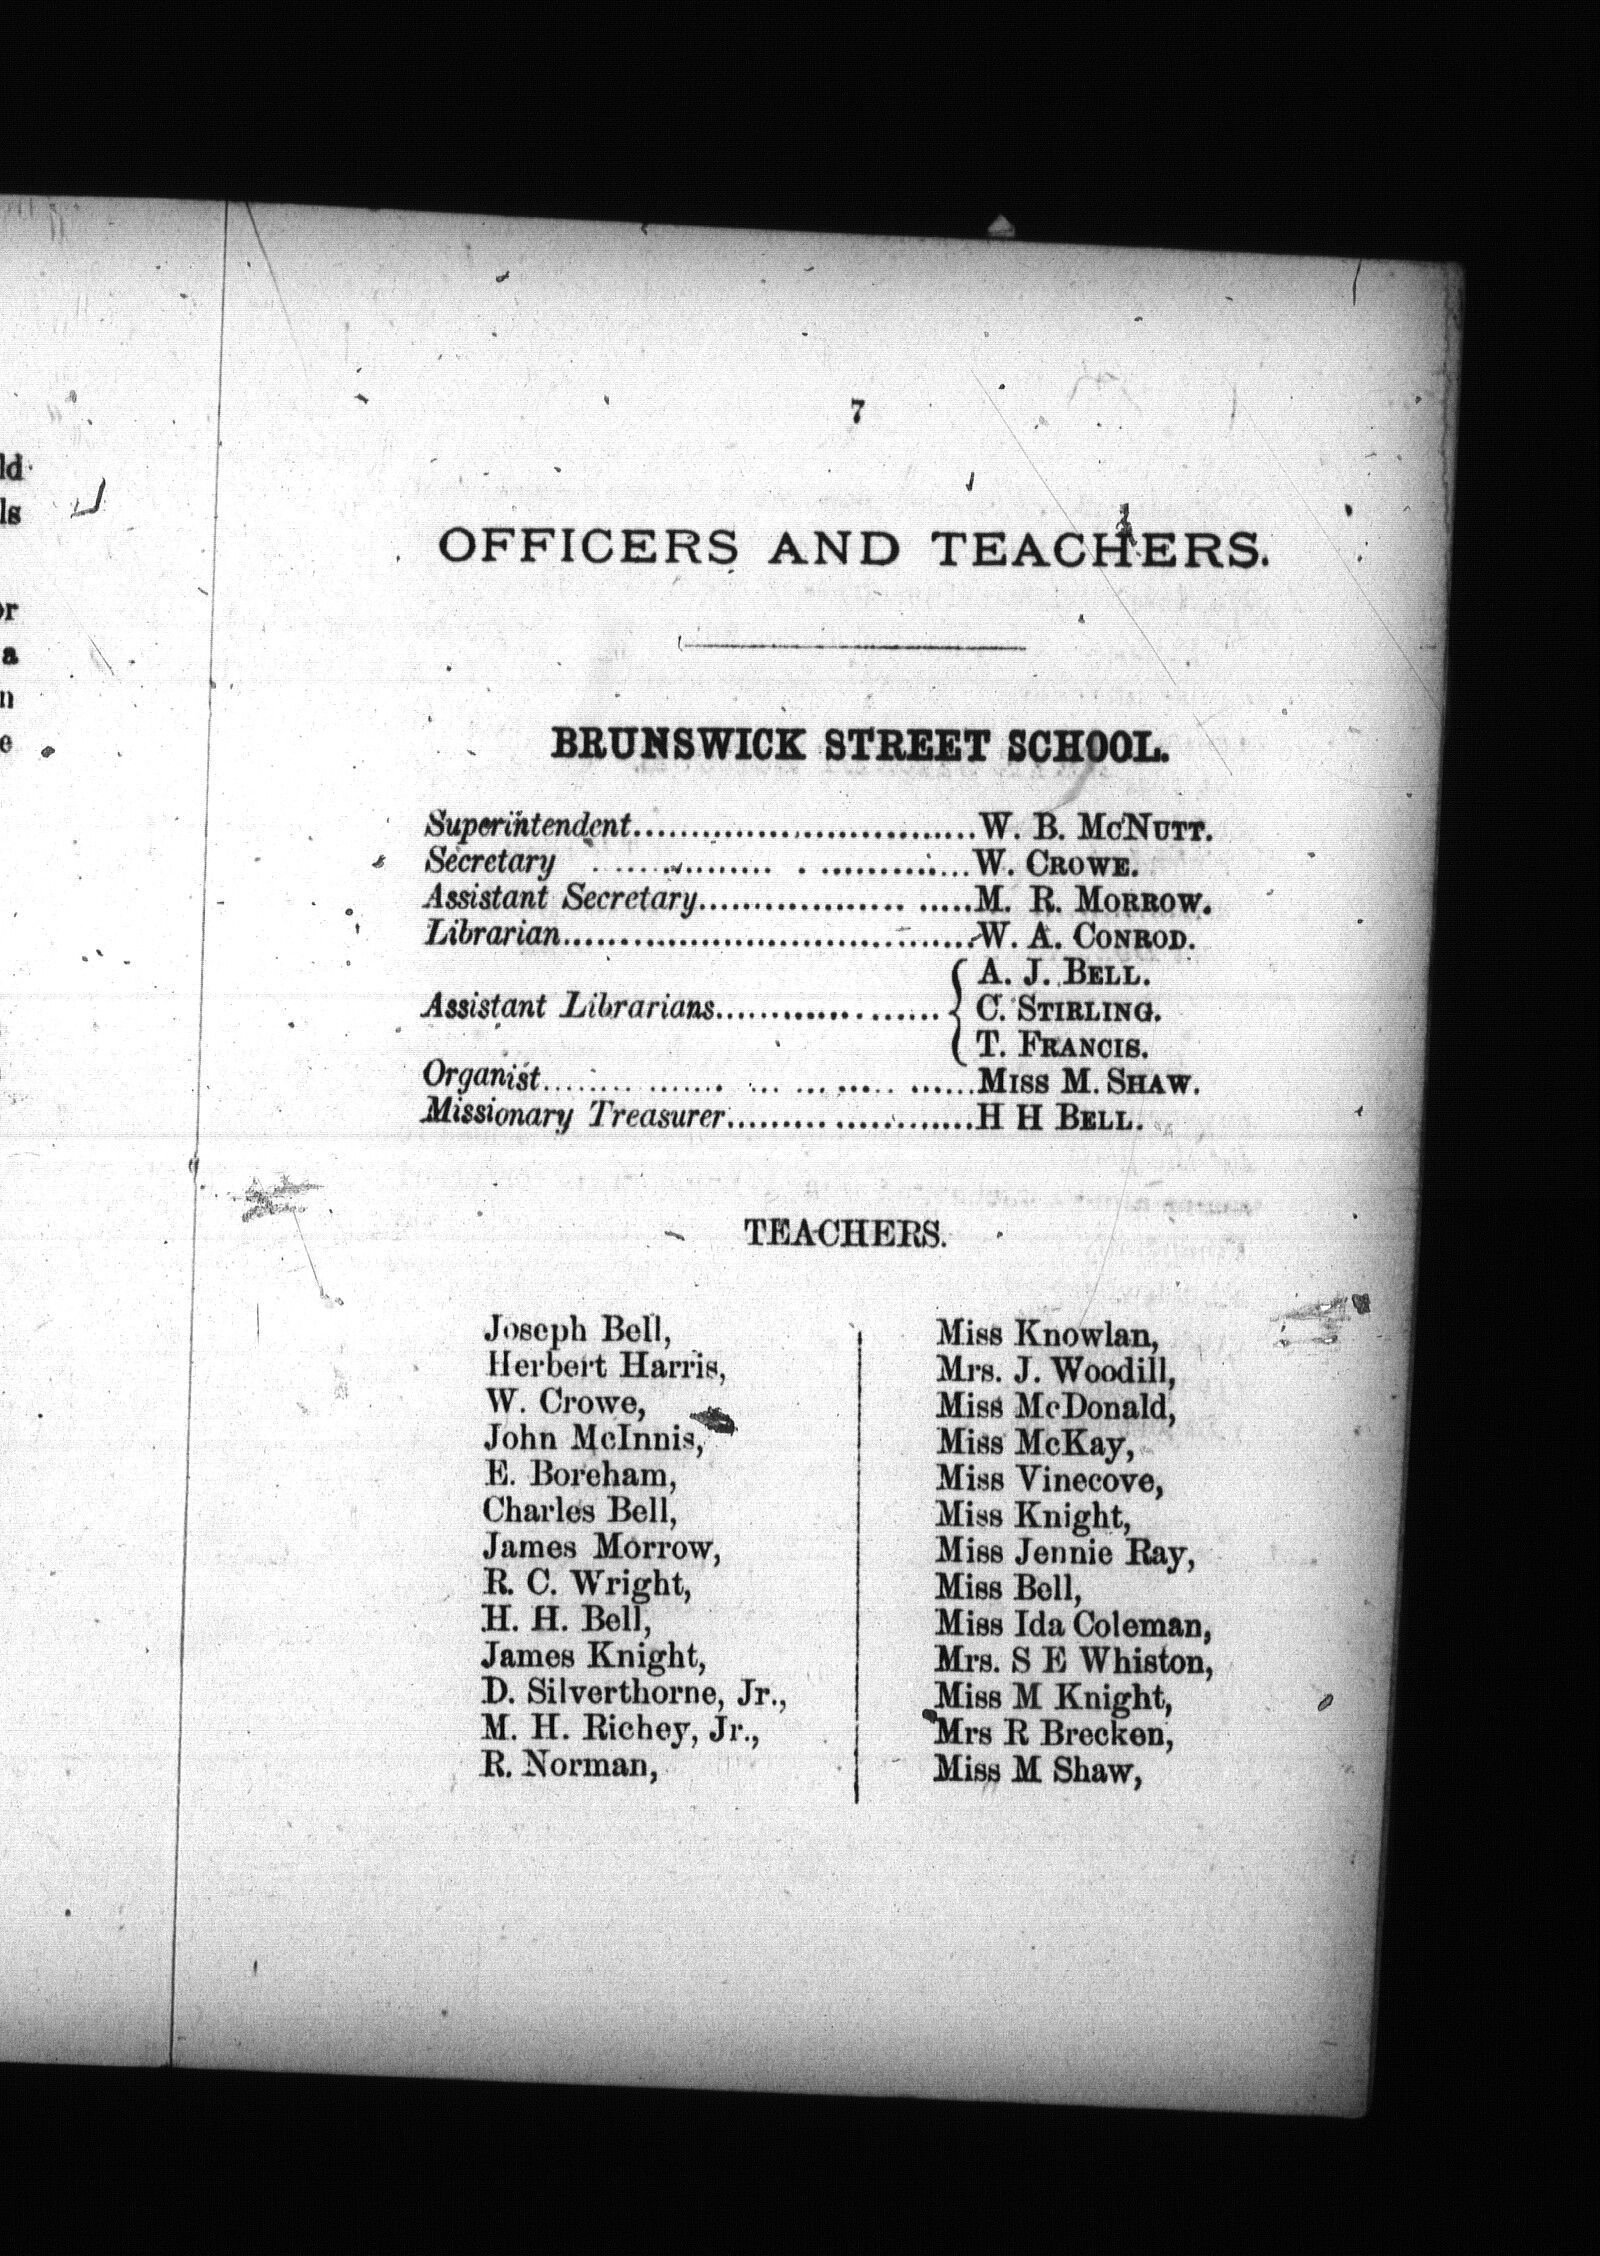 7
OFFICERS AND TEACHERS.
BRUNSWICK STREET SCHOOL.
Superintendent..............................W. B. McNutt.
Secretary ................ . .............W. Crowe.
Assistant Secretary.................. .....M. R. Morrow.
Librarian...................................W. A. Conrod.
A. J. Bell.
Assistant Librarians............. ...... { C. Stirling.
T. Francis.
Organist........ ....... ... ... ..... ......Miss M. Shaw.
Missionary Treasurer......... ............H H Bell.
TEACHERS.
Joseph Bell,
Herbert Harris,
W. Crowe,
John McInnis,
E. Boreham,
Charles Bell,
James Morrow,
R. C. Wright,
H. H. Bell,
James Knight,
D. Silverthorne, Jr.,
M. H. Richey, Jr.,
R. Norman,
Miss Knowlan,
Mrs. J. Woodill,
Miss McDonald,
Miss McKay,
Miss Vinecove,
Miss Knight,
Miss Jennie Ray,
Miss Bell,
Miss Ida Coleman,
Mrs. S E Whiston,
Miss M Knight,
Mrs R Brecken,
Miss M Shaw,